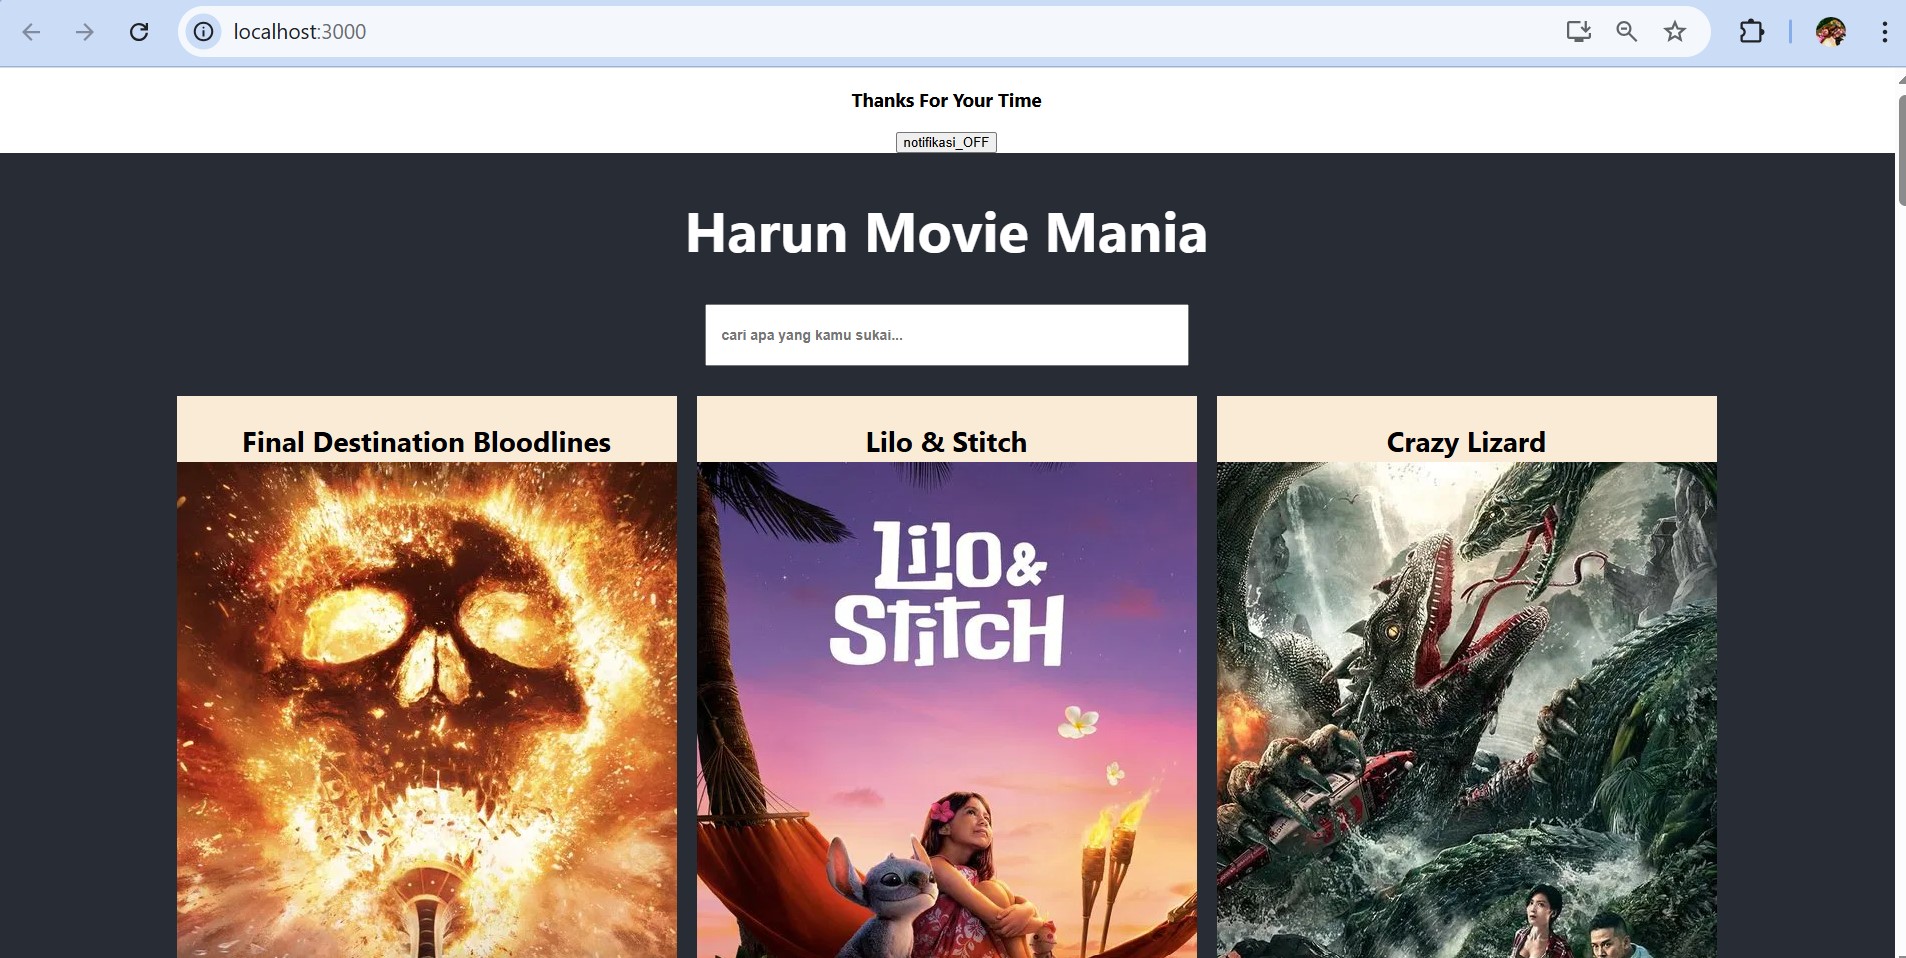 localhost:3000
Thanks For Your Time
notifikasi_OFF
Harun Movie Mania
cari apa yang kamu sukai...
Final Destination Bloodlines
Lilo & Stitch
Crazy Lizard
Lilo &
Stitch